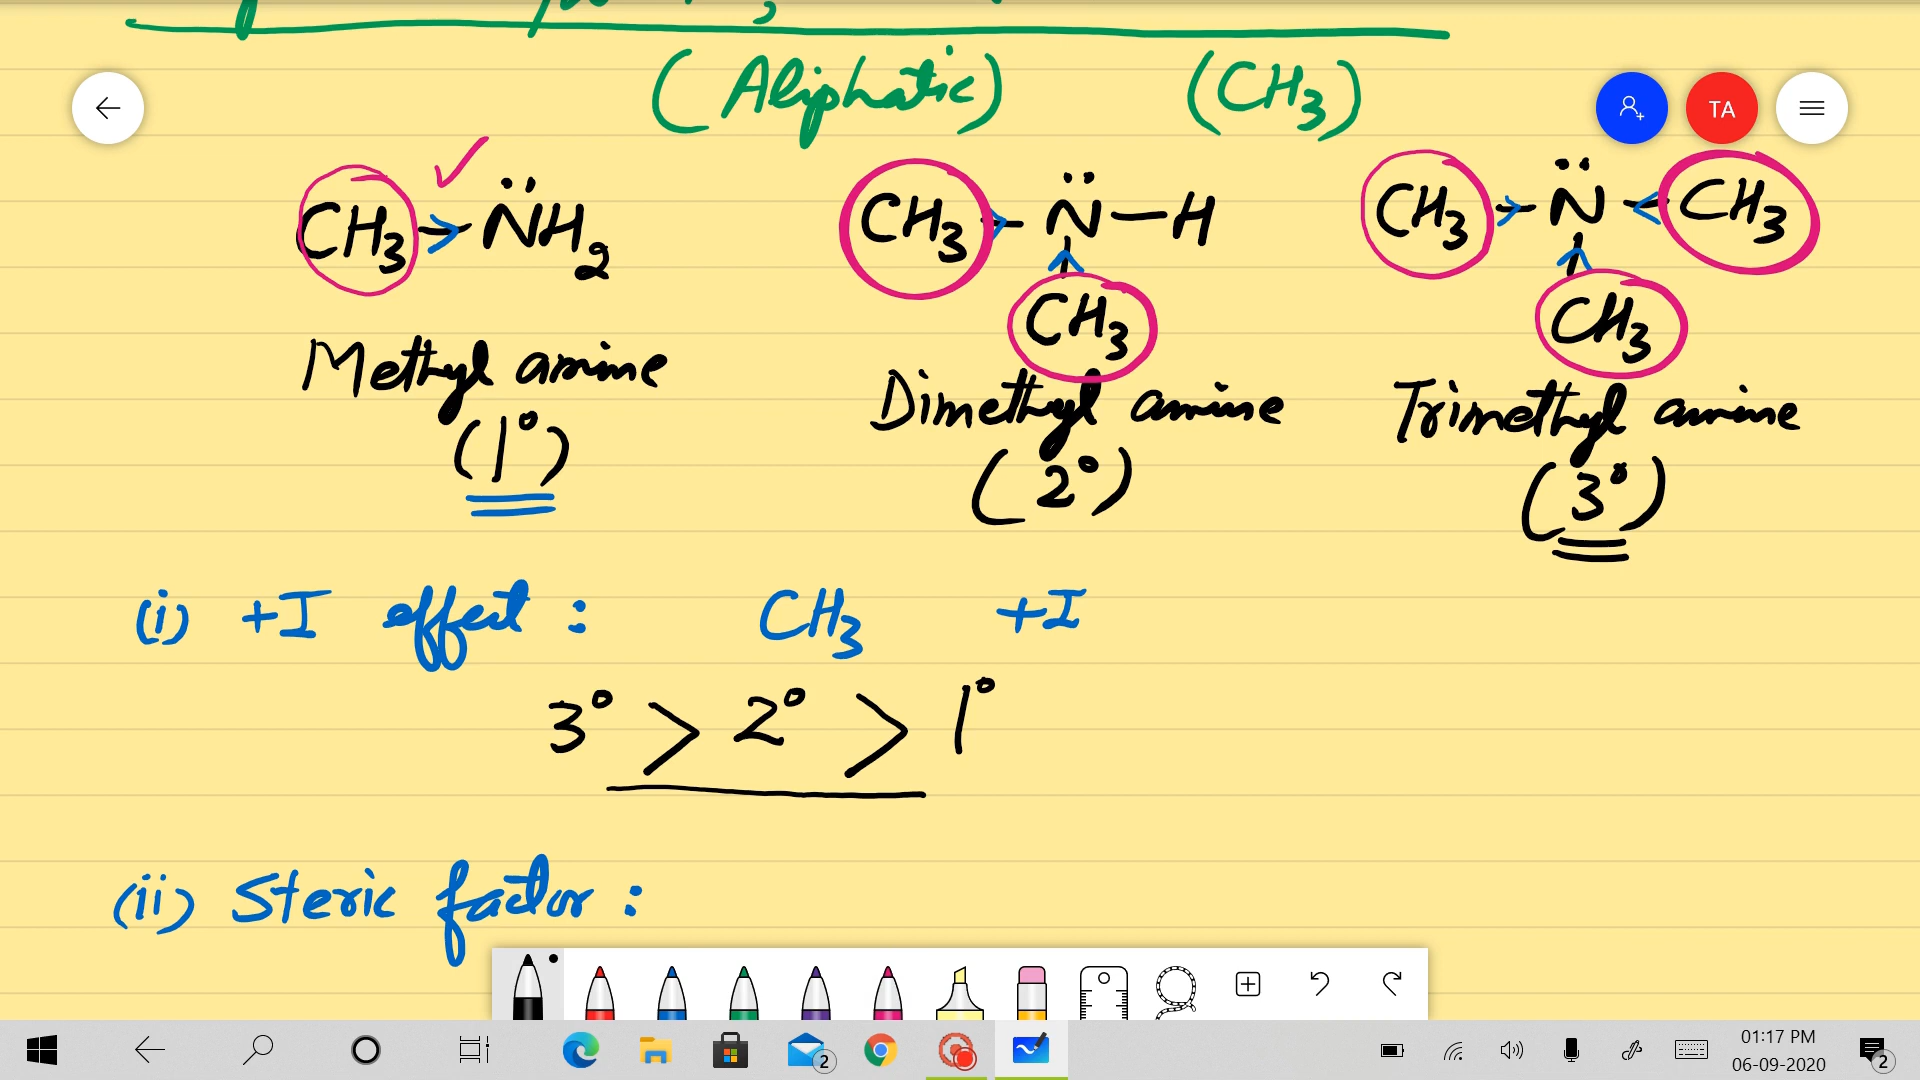 (Aliphatic) (CH3)
TA
CH3 → N̈H2
CH3 - N̈ - H
CH3
CH3 - N̈ - CH3
CH3
Methyl amine
(1°)
Dimethyl amine
(2°)
Trimethyl amine
(3°)
(i) +I effect : CH3 +I
3° > 2° > 1°
(ii) Steric factor :
2
01:17 PM
06-09-2020
2